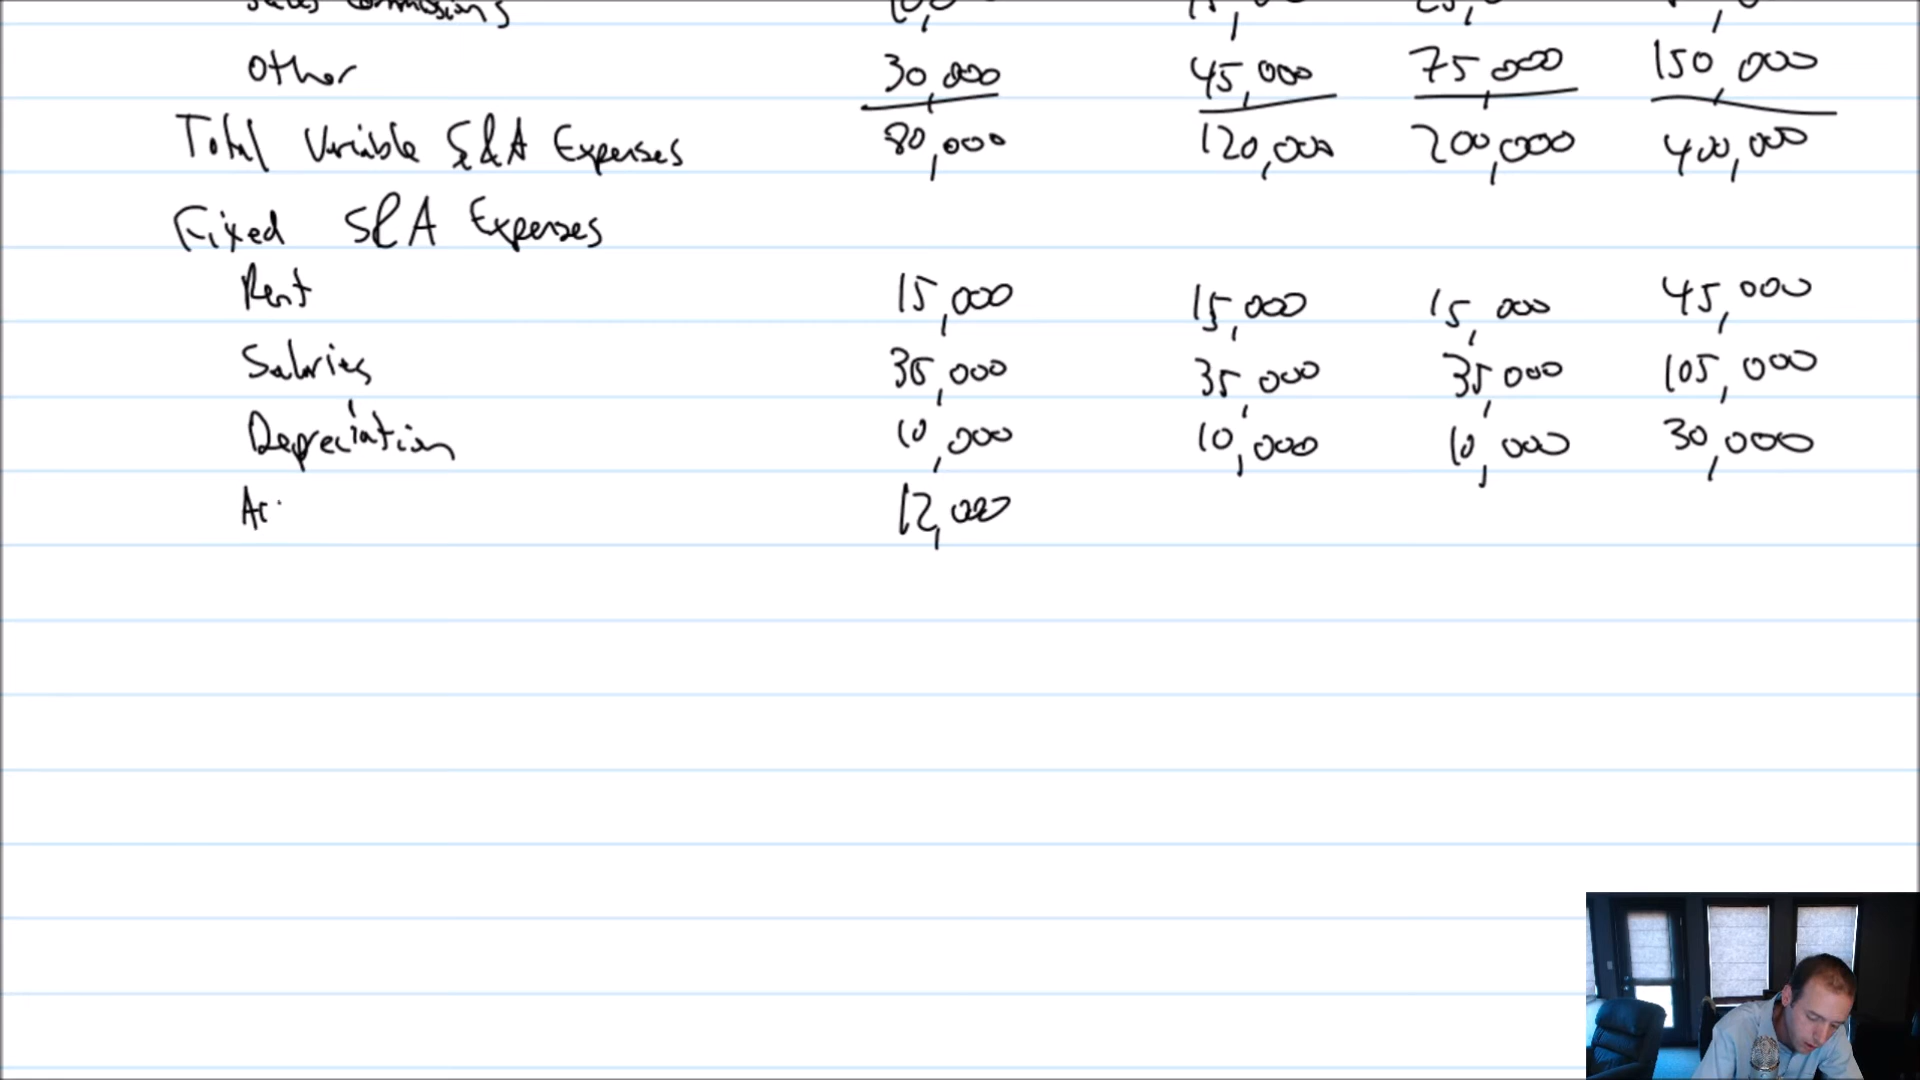 Sales Commissions
Other 30,000 45,000 75,000 150,000
Total Variable S&A Expenses 80,000 120,000 200,000 400,000
Fixed S&A Expenses
Rent 15,000 15,000 15,000 45,000
Salaries 35,000 35,000 35,000 105,000
Depreciation 10,000 10,000 10,000 30,000
12,000